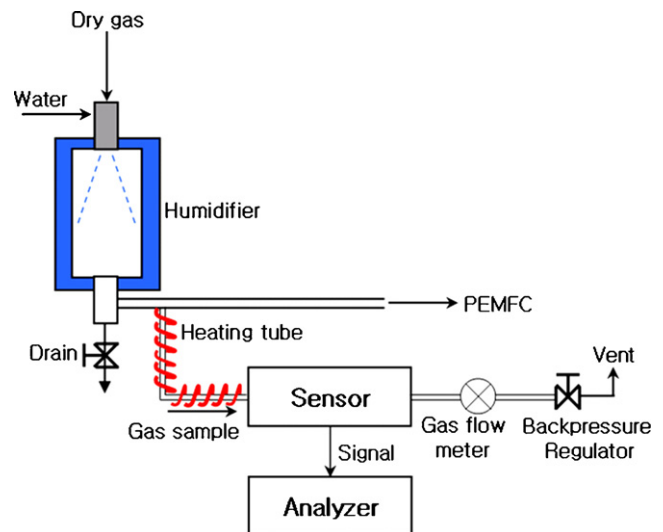 Dry gas
Water
Humidifier
PEMFC
Heating tube
Drain
Vent
Sensor
Gas sample
Gas flow
meter
Backpressure
Regulator
Signal
Analyzer